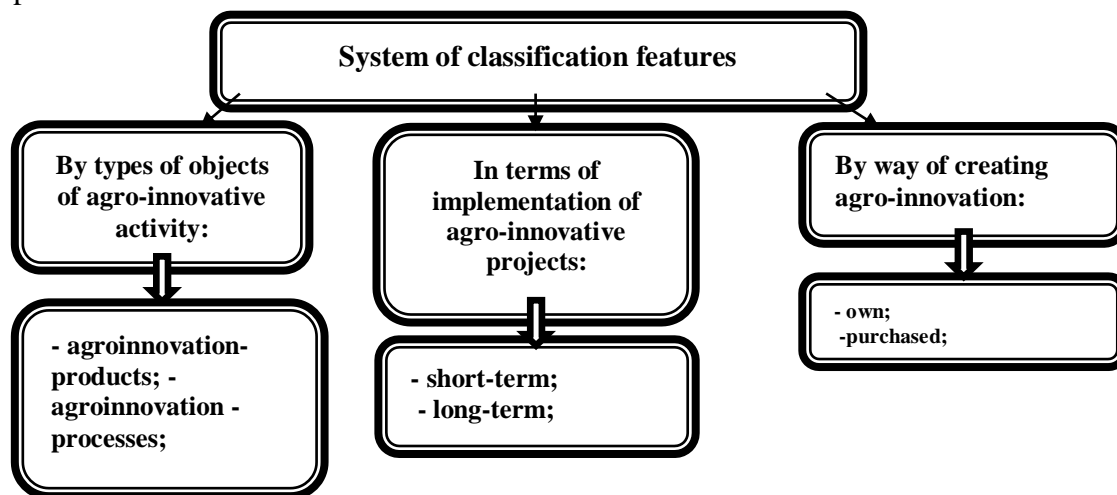 System of classification features
By types of objects
of agro-innovative
activity:
- agroinnovation-
products; -
agroinnovation -
processes;
In terms of
implementation of
agro-innovative
projects:
- short-term;
- long-term;
By way of creating
agro-innovation:
- own;
-purchased;